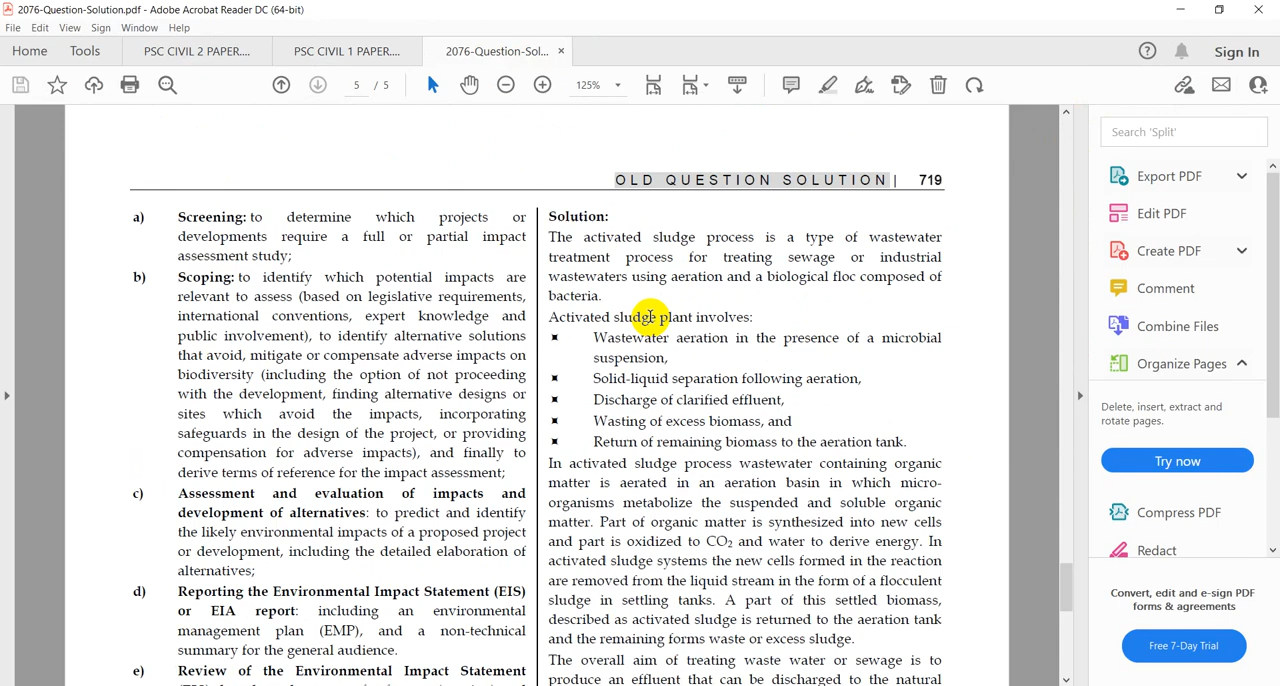 2076-Question-Solution.pdf - Adobe Acrobat Reader DC (64-bit)
File Edit View Sign Window Help
Home Tools PSC CIVIL 2 PAPER.... PSC CIVIL 1 PAPER.... 2076-Question-Sol... × Sign In
5 / 5 125%
OLD QUESTION SOLUTION | 719
a) Screening: to determine which projects or
developments require a full or partial impact
assessment study;
b) Scoping: to identify which potential impacts are
relevant to assess (based on legislative requirements,
international conventions, expert knowledge and
public involvement), to identify alternative solutions
that avoid, mitigate or compensate adverse impacts on
biodiversity (including the option of not proceeding
with the development, finding alternative designs or
sites which avoid the impacts, incorporating
safeguards in the design of the project, or providing
compensation for adverse impacts), and finally to
derive terms of reference for the impact assessment;
c) Assessment and evaluation of impacts and
development of alternatives: to predict and identify
the likely environmental impacts of a proposed project
or development, including the detailed elaboration of
alternatives;
d) Reporting the Environmental Impact Statement (EIS)
or EIA report: including an environmental
management plan (EMP), and a non-technical
summary for the general audience.
e) Review of the Environmental Impact Statement
Solution:
The activated sludge process is a type of wastewater
treatment process for treating sewage or industrial
wastewaters using aeration and a biological floc composed of
bacteria.
Activated sludge plant involves:
Wastewater aeration in the presence of a microbial
suspension,
Solid-liquid separation following aeration,
Discharge of clarified effluent,
Wasting of excess biomass, and
Return of remaining biomass to the aeration tank.
In activated sludge process wastewater containing organic
matter is aerated in an aeration basin in which micro-
organisms metabolize the suspended and soluble organic
matter. Part of organic matter is synthesized into new cells
and part is oxidized to CO₂ and water to derive energy. In
activated sludge systems the new cells formed in the reaction
are removed from the liquid stream in the form of a flocculent
sludge in settling tanks. A part of this settled biomass,
described as activated sludge is returned to the aeration tank
and the remaining forms waste or excess sludge.
The overall aim of treating waste water or sewage is to
produce an effluent that can be discharged to the natural
Search 'Split'
Export PDF
Edit PDF
Create PDF
Comment
Combine Files
Organize Pages
Delete, insert, extract and
rotate pages.
Try now
Compress PDF
Redact
Convert, edit and e-sign PDF
forms & agreements
Free 7-Day Trial